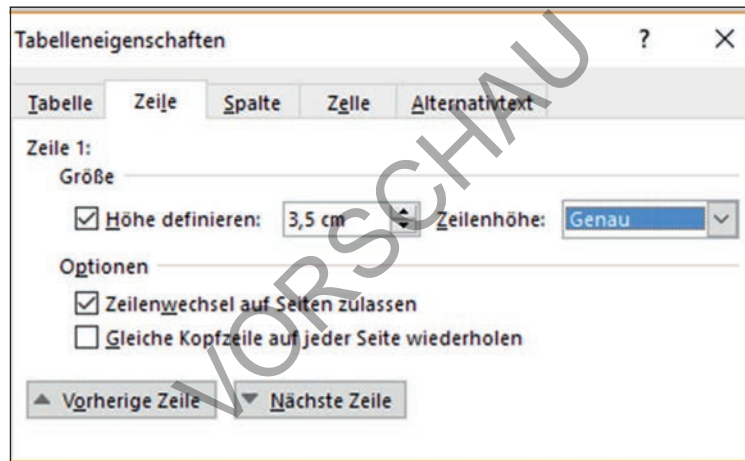 Tabelleneigenschaften ?
Tabelle Zeile Spalte Zelle Alternativtext
Zeile 1:
Größe
Höhe definieren: 3,5 cm Zeilenhöhe: Genau
Optionen
Zeilenwechsel auf Seiten zulassen
Gleiche Kopfzeile auf jeder Seite wiederholen
Vorherige Zeile Nächste Zeile
VORSCHAU